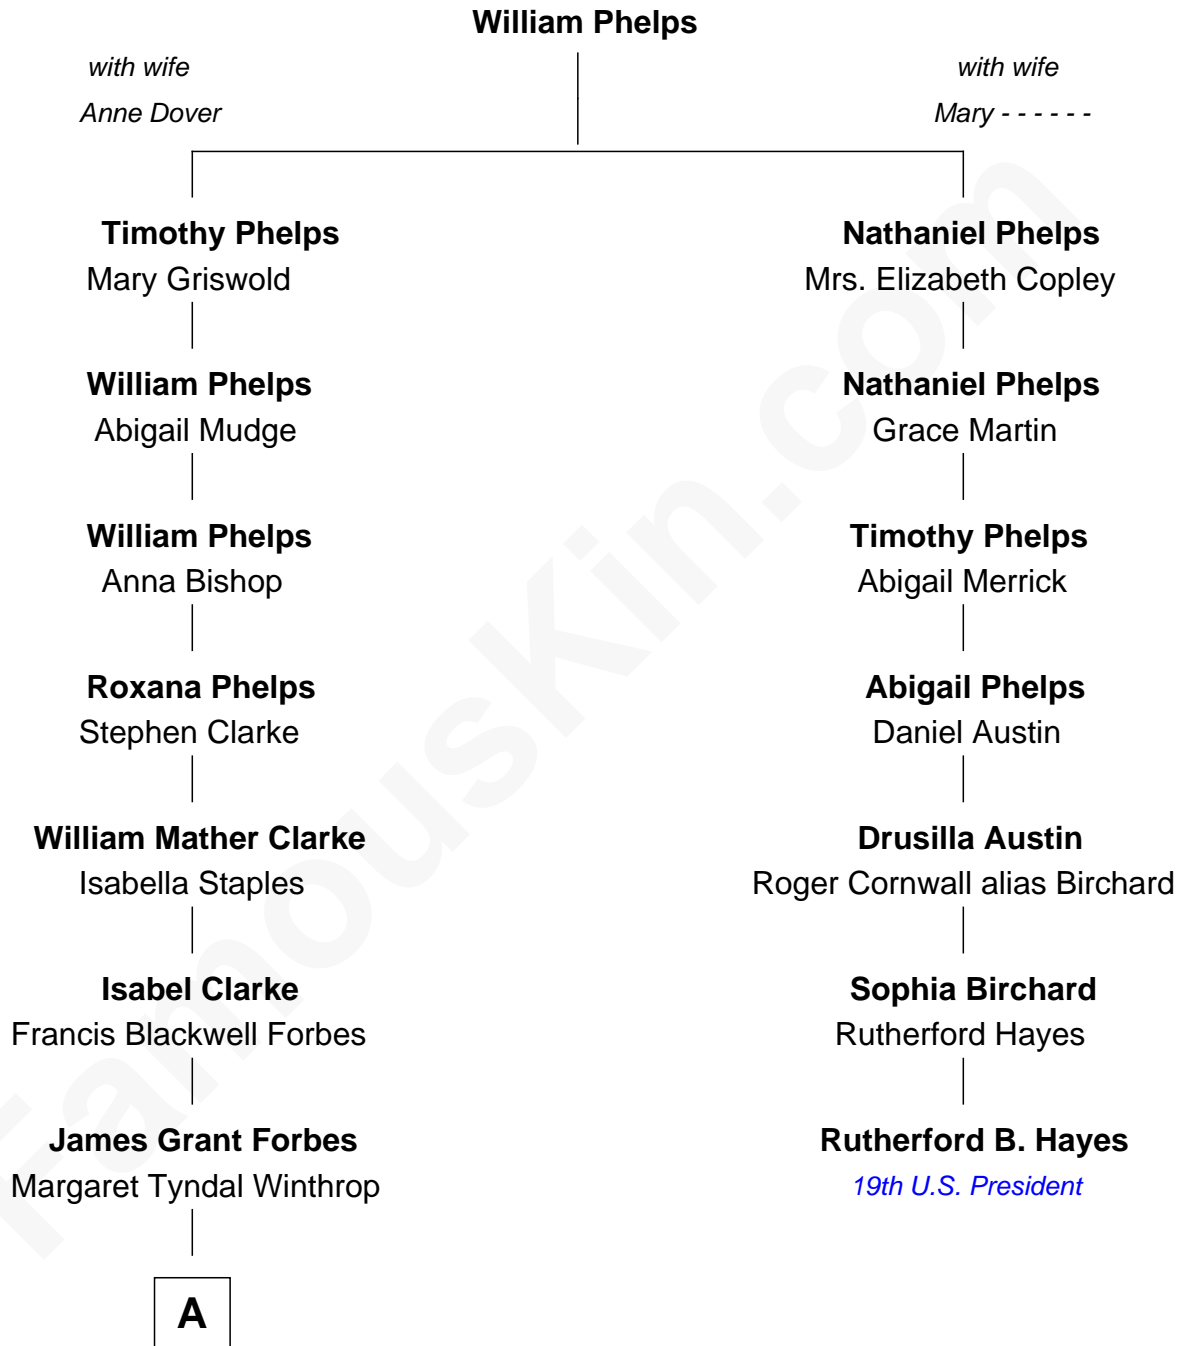 William Phelps
with wife
Anne Dover
with wife
Mary - - - - - -
Timothy Phelps
Mary Griswold
Nathaniel Phelps
Mrs. Elizabeth Copley
William Phelps
Abigail Mudge
Nathaniel Phelps
Grace Martin
William Phelps
Anna Bishop
Timothy Phelps
Abigail Merrick
Roxana Phelps
Stephen Clarke
Abigail Phelps
Daniel Austin
William Mather Clarke
Isabella Staples
Drusilla Austin
Roger Cornwall alias Birchard
Isabel Clarke
Francis Blackwell Forbes
Sophia Birchard
Rutherford Hayes
James Grant Forbes
Margaret Tyndal Winthrop
Rutherford B. Hayes
19th U.S. President
A
FamousKin.com